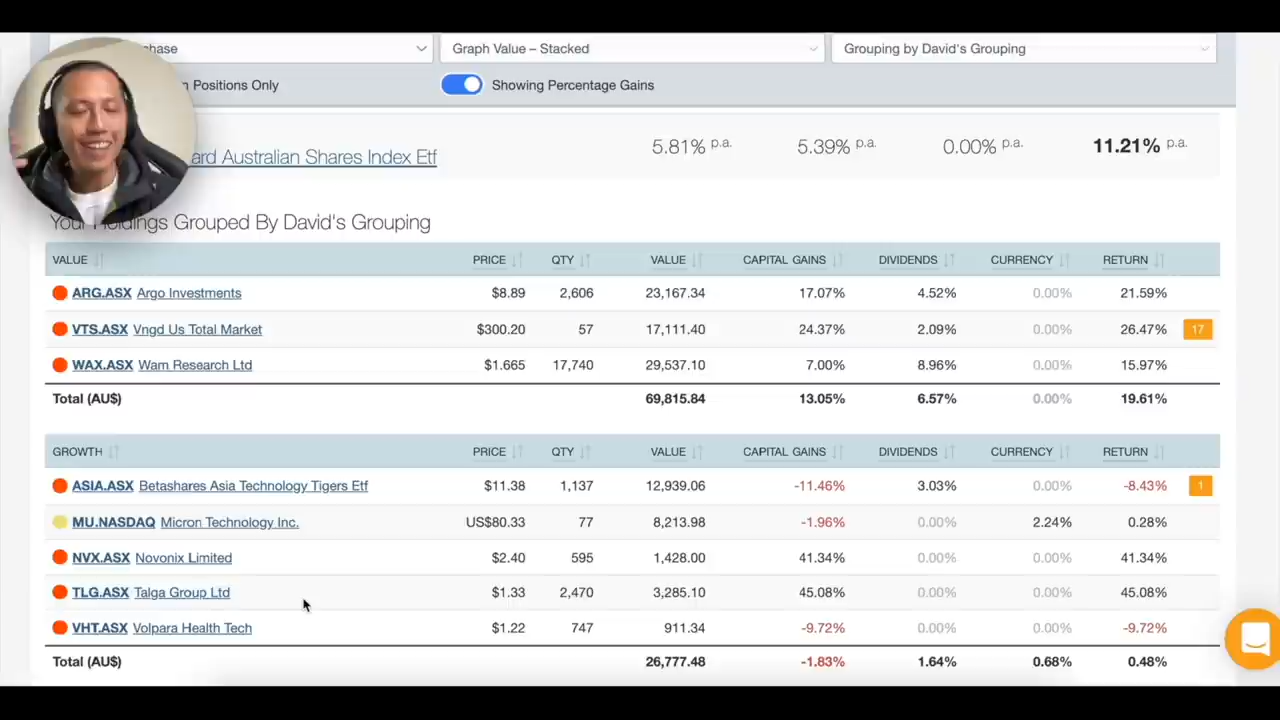 hase
Graph Value – Stacked
Grouping by David's Grouping
Positions Only
Showing Percentage Gains
ard Australian Shares Index Etf 5.81% p.a. 5.39% p.a. 0.00% p.a. 11.21% p.a.
Your Holdings Grouped By David's Grouping
VALUE PRICE QTY VALUE CAPITAL GAINS DIVIDENDS CURRENCY RETURN
ARG.ASX Argo Investments $8.89 2,606 23,167.34 17.07% 4.52% 0.00% 21.59%
VTS.ASX Vngd Us Total Market $300.20 57 17,111.40 24.37% 2.09% 0.00% 26.47% 17
WAX.ASX Wam Research Ltd $1.665 17,740 29,537.10 7.00% 8.96% 0.00% 15.97%
Total (AU$) 69,815.84 13.05% 6.57% 0.00% 19.61%
GROWTH PRICE QTY VALUE CAPITAL GAINS DIVIDENDS CURRENCY RETURN
ASIA.ASX Betashares Asia Technology Tigers Etf $11.38 1,137 12,939.06 -11.46% 3.03% 0.00% -8.43% 1
MU.NASDAQ Micron Technology Inc. US$80.33 77 8,213.98 -1.96% 0.00% 2.24% 0.28%
NVX.ASX Novonix Limited $2.40 595 1,428.00 41.34% 0.00% 0.00% 41.34%
TLG.ASX Talga Group Ltd $1.33 2,470 3,285.10 45.08% 0.00% 0.00% 45.08%
VHT.ASX Volpara Health Tech $1.22 747 911.34 -9.72% 0.00% 0.00% -9.72%
Total (AU$) 26,777.48 -1.83% 1.64% 0.68% 0.48%